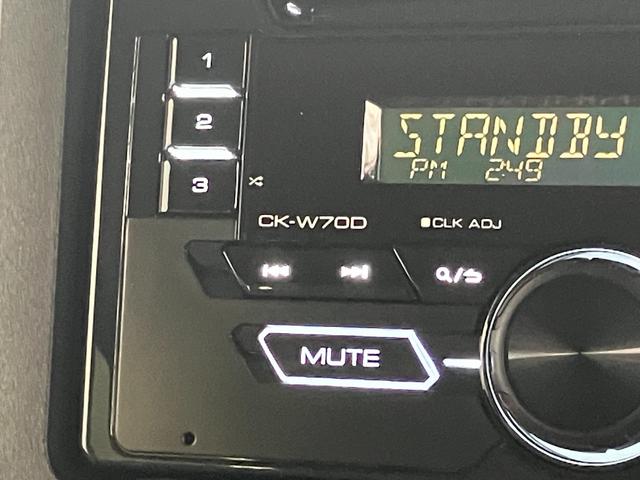 1
2
3
STANDBY
PM 2:49
CK-W70D
CLK ADJ
MUTE